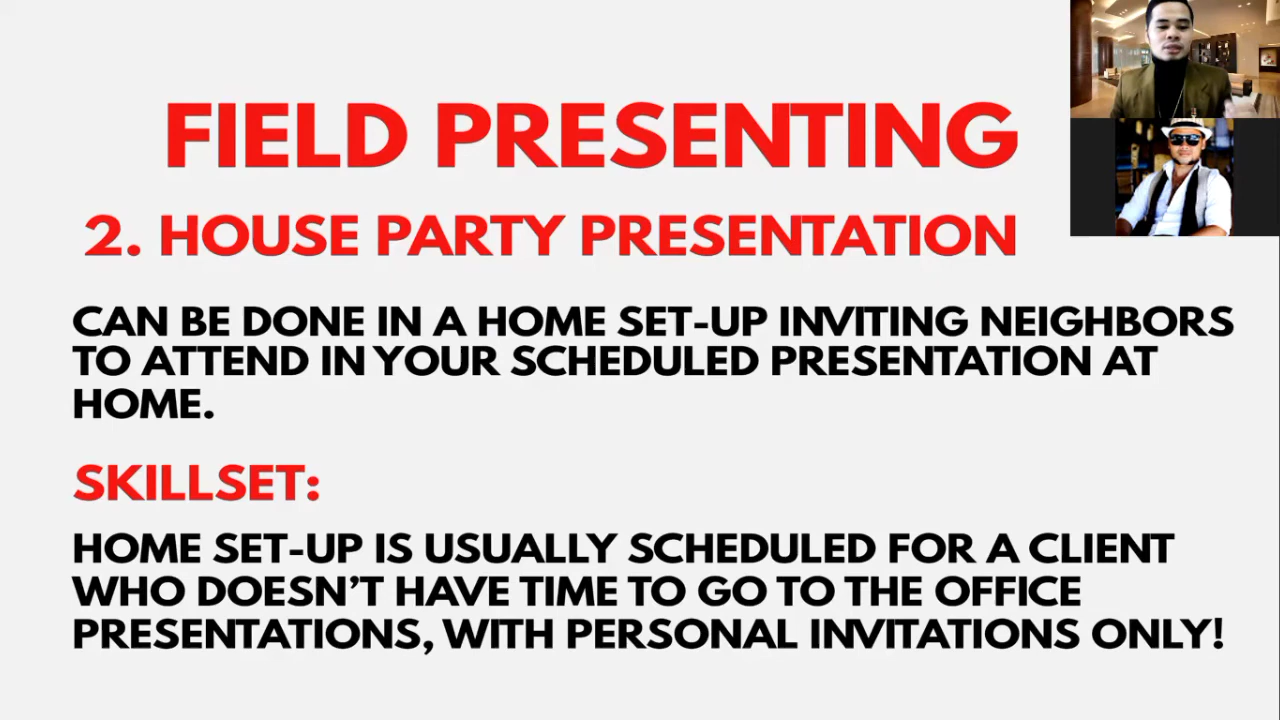 FIELD PRESENTING
2. HOUSE PARTY PRESENTATION
CAN BE DONE IN A HOME SET-UP INVITING NEIGHBORS
TO ATTEND IN YOUR SCHEDULED PRESENTATION AT
HOME.
SKILLSET:
HOME SET-UP IS USUALLY SCHEDULED FOR A CLIENT
WHO DOESN'T HAVE TIME TO GO TO THE OFFICE
PRESENTATIONS, WITH PERSONAL INVITATIONS ONLY!